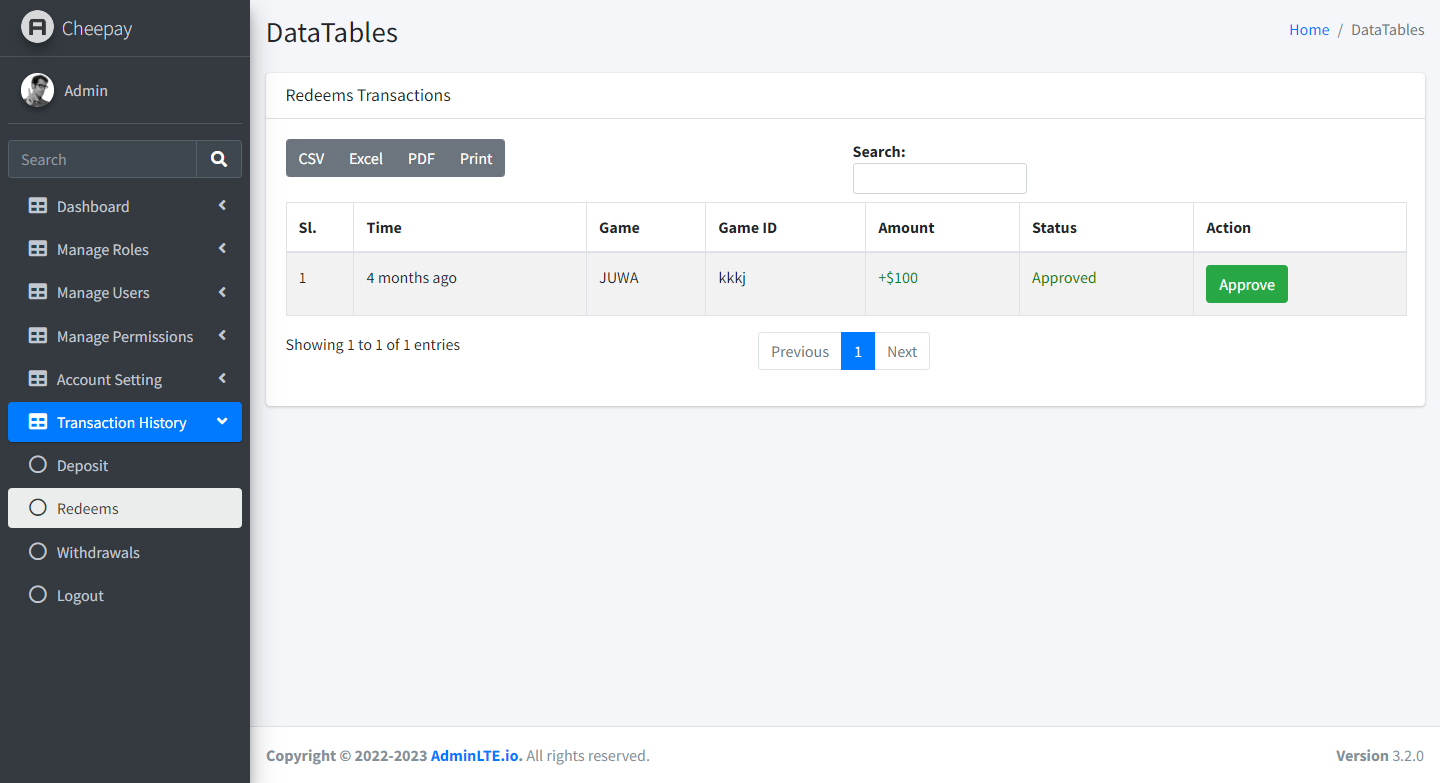 Cheepay
Admin
Search
Dashboard
Manage Roles
Manage Users
Manage Permissions
Account Setting
Transaction History
Deposit
Redeems
Withdrawals
Logout
DataTables
Home / DataTables
Redeems Transactions
CSV Excel PDF Print
Search:
Sl. Time Game Game ID Amount Status Action
1 4 months ago JUWA kkkj +$100 Approved Approve
Showing 1 to 1 of 1 entries
Previous 1 Next
Copyright © 2022-2023 AdminLTE.io. All rights reserved.
Version 3.2.0